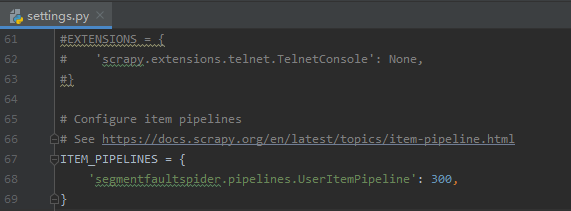 settings.py
61 #EXTENSIONS = {
62 #    'scrapy.extensions.telnet.TelnetConsole': None,
63 #}
64
65 # Configure item pipelines
66 # See https://docs.scrapy.org/en/latest/topics/item-pipeline.html
67 ITEM_PIPELINES = {
68     'segmentfaultspider.pipelines.UserItemPipeline': 300,
69 }